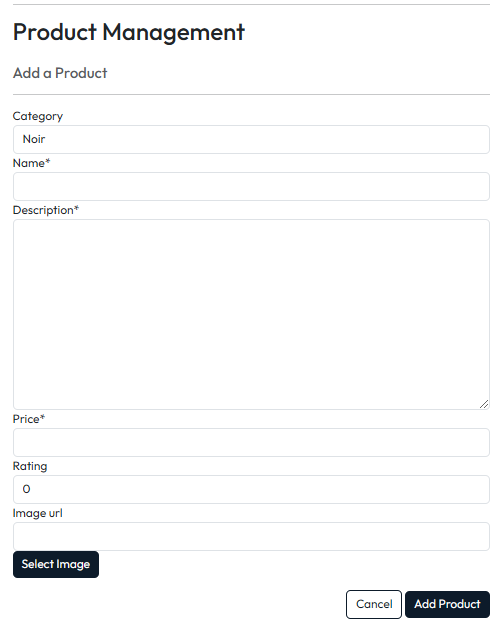 Product Management
Add a Product
Category
Noir
Name*
Description*
Price*
Rating
0
Image url
Select Image
Cancel
Add Product